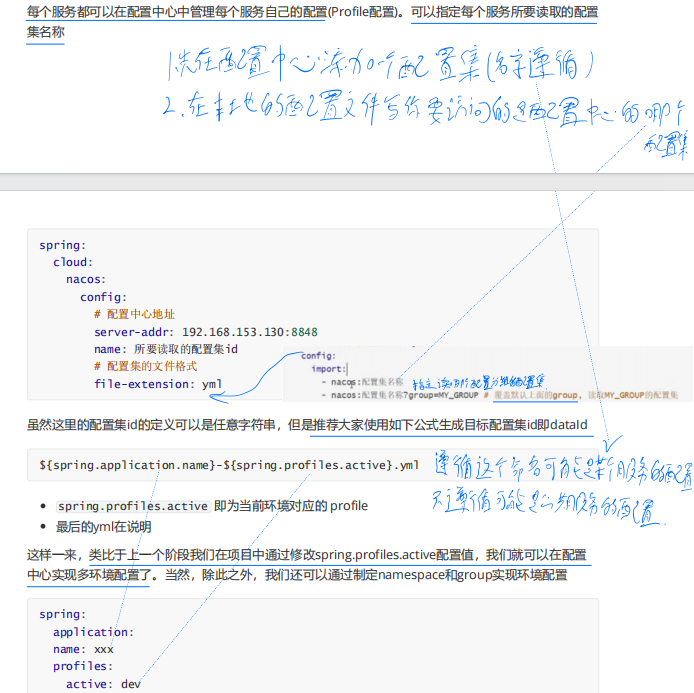 每个服务都可以在配置中心中管理每个服务自己的配置(Profile配置)。可以指定每个服务所要读取的配置
集名称
1.先在配置中心添加一个配置集(名字遵循)
2.在本地的配置文件写你要访问的是配置中心的哪个
配置集
spring:
cloud:
nacos:
config:
# 配置中心地址
server-addr: 192.168.153.130:8848
name: 所要读取的配置集id
# 配置集的文件格式
file-extension: yml
config:
import:
- nacos:配置集名称
- nacos:配置集名称?group=MY_GROUP # 覆盖默认上面的group, 读取MY_GROUP的配置集
虽然这里的配置集id的定义可以是任意字符串，但是推荐大家使用如下公式生成目标配置集id即dataId
${spring.application.name}-${spring.profiles.active}.yml
遵循这个命名可能是某个服务的配置
不遵循可能是公共服务的配置.
• spring.profiles.active 即为当前环境对应的 profile
• 最后的yml在说明
这样一来，类比于上一个阶段我们在项目中通过修改spring.profiles.active配置值，我们就可以在配置
中心实现多环境配置了。当然，除此之外，我们还可以通过制定namespace和group实现环境配置
spring:
application:
name: xxx
profiles:
active: dev